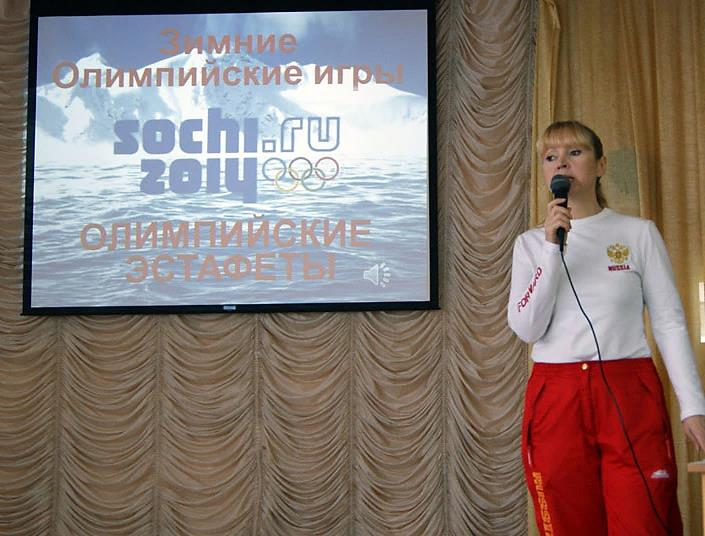 Зимние
Олимпийские игры
sochi.ru
2014
ОЛИМПИЙСКИЕ
ЭСТАФЕТЫ
RUSSIA
FORWARD